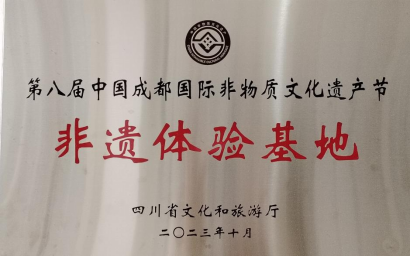 第八届中国成都国际非物质文化遗产节
非遗体验基地
四川省文化和旅游厅
二〇二三年十月